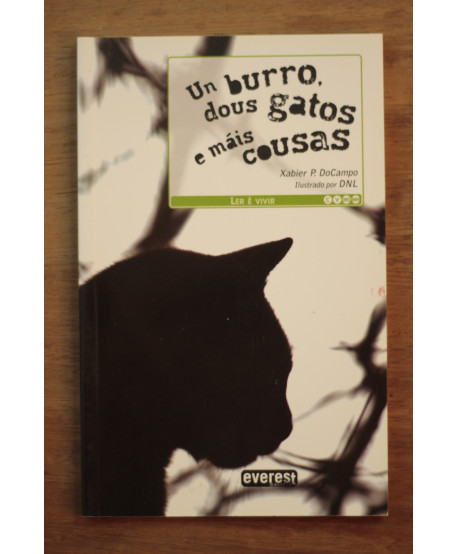 Un burro,
dous gatos
e máis cousas
Xabier P. DoCampo
Ilustrado por DNL
LER É VIVIR
everest